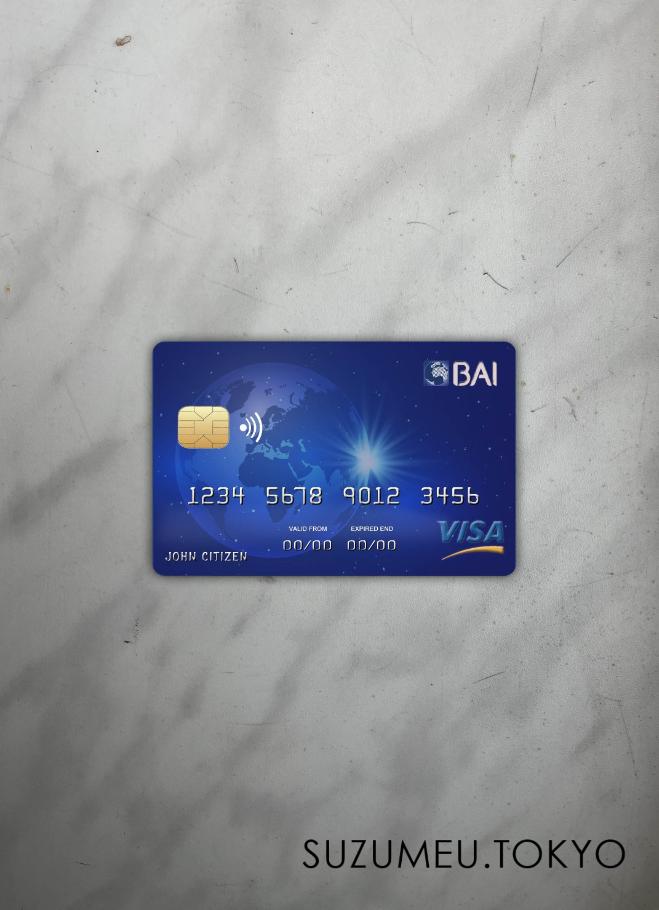 BAI
1234 5678 9012 3456
VALID FROM EXPIRED END
00/00 00/00
JOHN CITIZEN
VISA
SUZUMEU.TOKYO